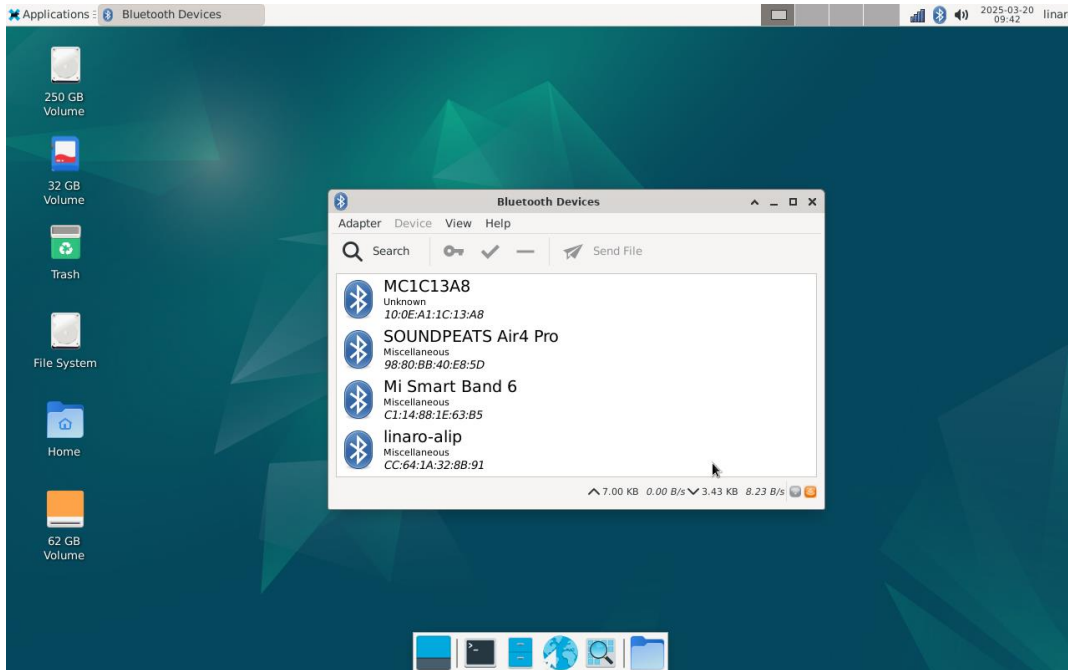 Applications
Bluetooth Devices
2025-03-20
09:42
linar
250 GB
Volume
32 GB
Volume
Trash
File System
Home
62 GB
Volume
Bluetooth Devices
Adapter Device View Help
Search Send File
MC1C13A8
Unknown
10:0E:A1:1C:13:A8
SOUNDPEATS Air4 Pro
Miscellaneous
98:80:BB:40:E8:5D
Mi Smart Band 6
Miscellaneous
C1:14:88:1E:63:B5
linaro-alip
Miscellaneous
CC:64:1A:32:8B:91
7.00 KB 0.00 B/s 3.43 KB 8.23 B/s